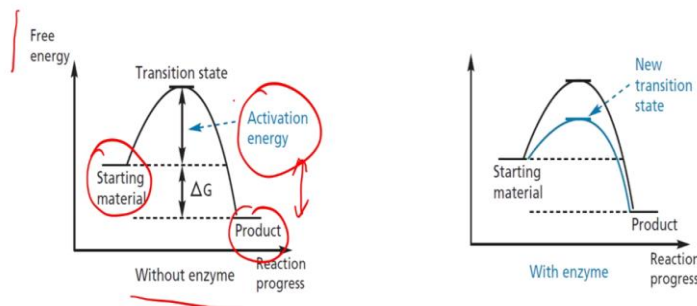 Free
energy
Transition state
Activation
energy
Starting
material
ΔG
Product
Without enzyme
Reaction
progress
New
transition
state
Starting
material
Product
With enzyme
Reaction
progress